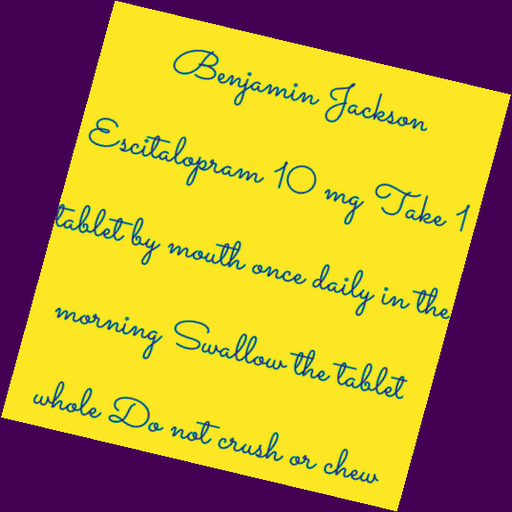 Benjamin Jackson
Escitalopram 10 mg Take 1
tablet by mouth once daily in the
morning Swallow the tablet
whole Do not crush or chew